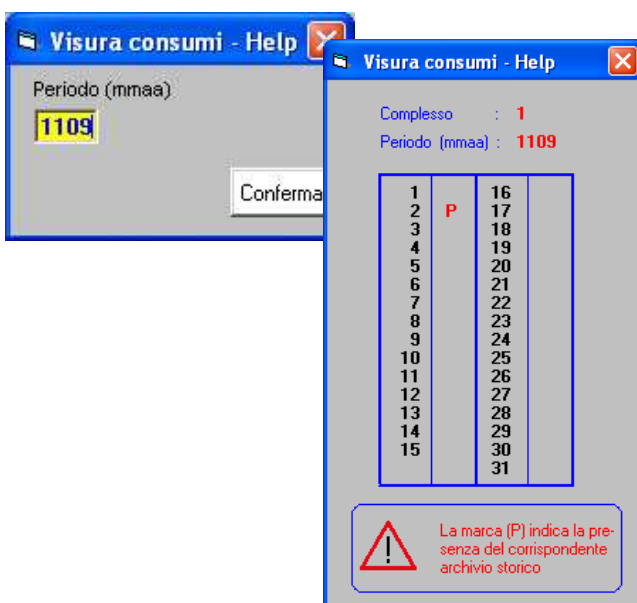 Visura consumi - Help
Periodo (mmaa)
1109
Conferma
Visura consumi - Help
Complesso : 1
Periodo (mmaa) : 1109
1 16
2 P 17
3 18
4 19
5 20
6 21
7 22
8 23
9 24
10 25
11 26
12 27
13 28
14 29
15 30
31
La marca (P) indica la pre-
senza del corrispondente
archivio storico